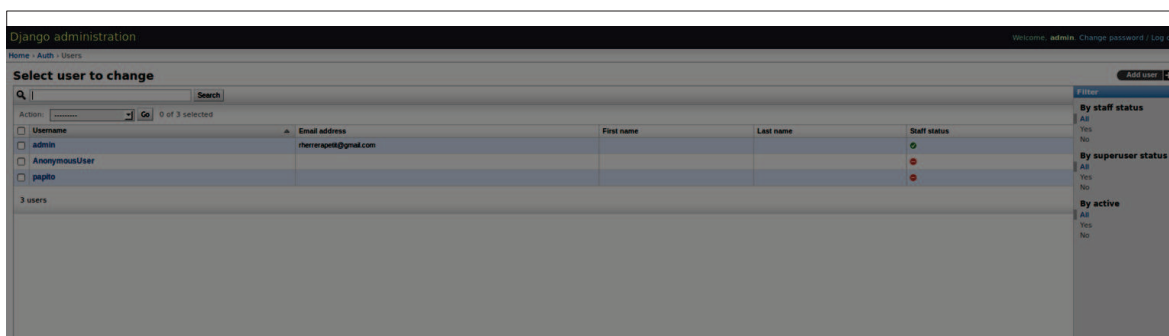 Django administration
Welcome, admin. Change password / Log
Home › Auth › Users
Select user to change
Add user
Search
Filter
Action: ---------
Go
0 of 3 selected
By staff status
All
Yes
No
Username
Email address
First name
Last name
Staff status
admin
rherrerapetit@gmail.com
AnonymousUser
papito
By superuser status
All
Yes
No
3 users
By active
All
Yes
No